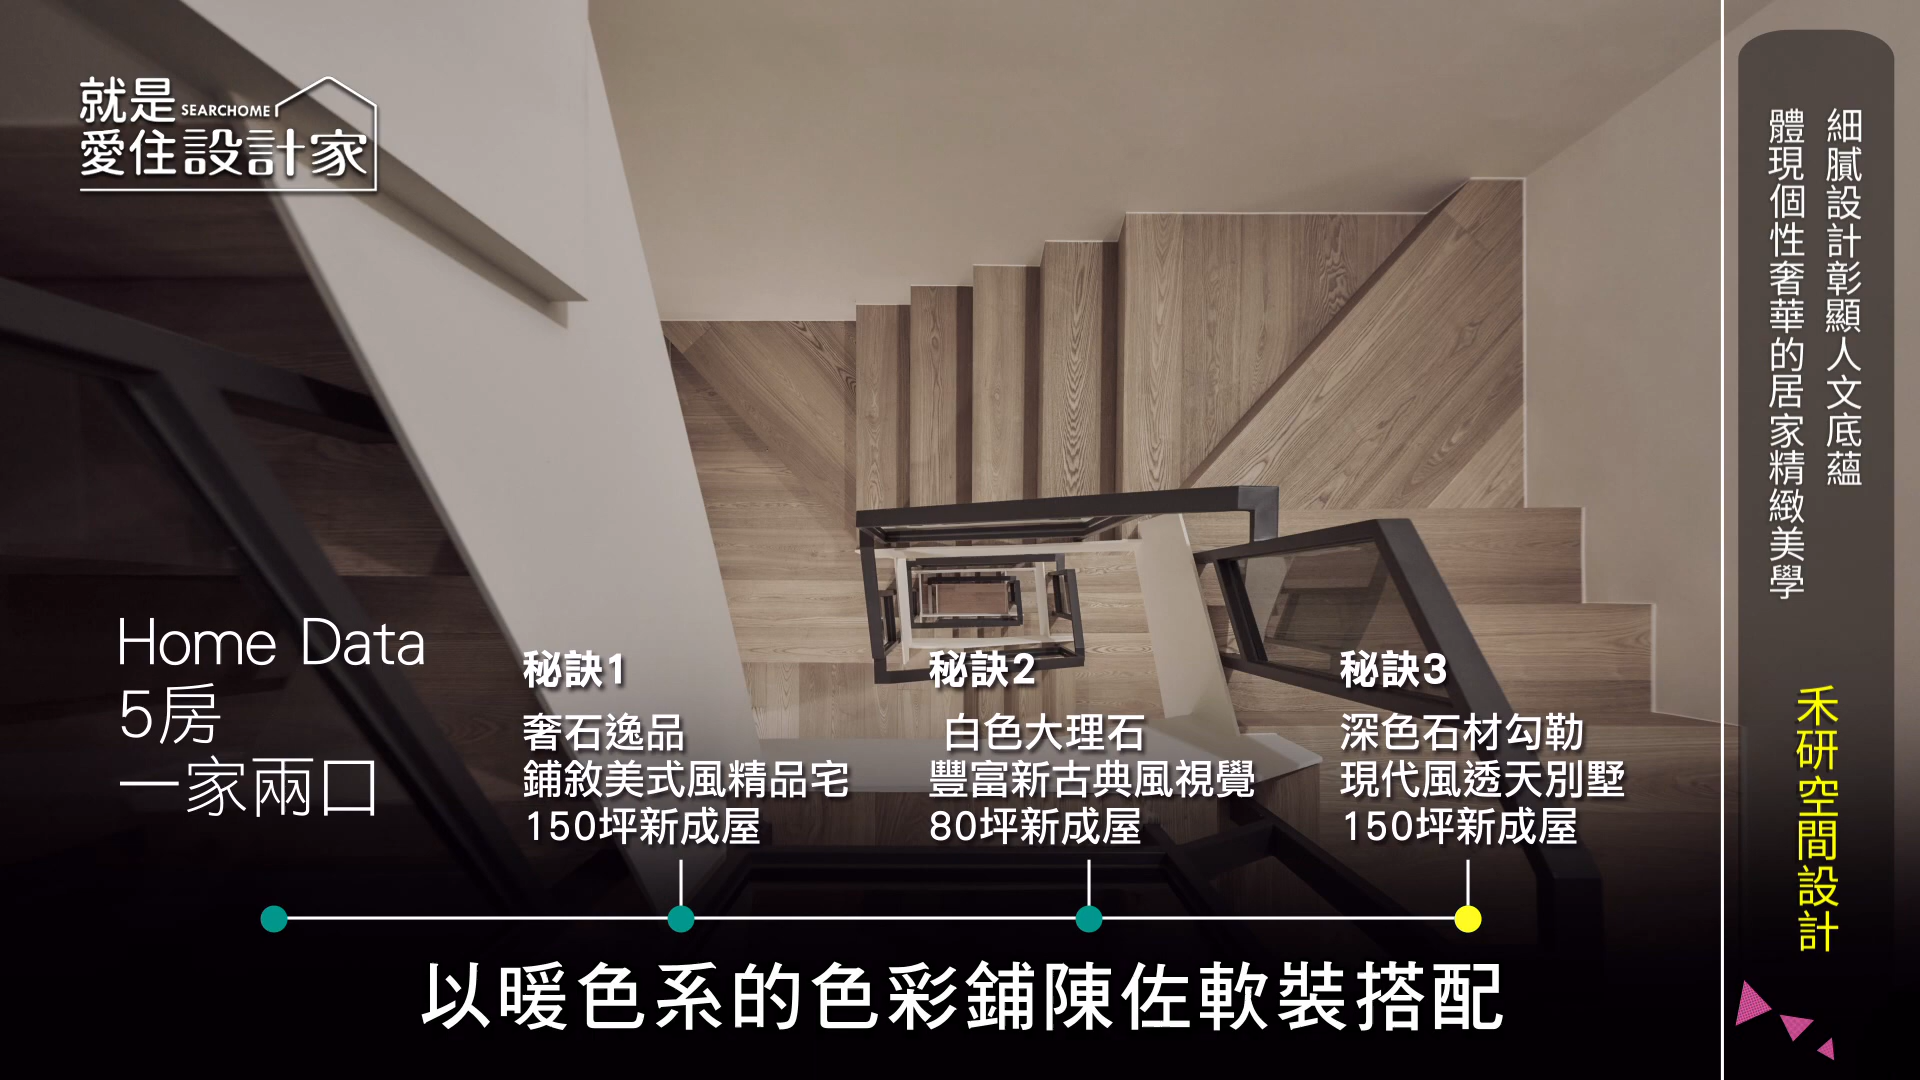 就是 SEARCHOME
愛住設計家
細膩設計彰顯人文底蘊
體現個性奢華的居家精緻美學
禾研空間設計
Home Data
5房
一家兩口
秘訣1
奢石逸品
鋪敘美式風精品宅
150坪新成屋
秘訣2
白色大理石
豐富新古典風視覺
80坪新成屋
秘訣3
深色石材勾勒
現代風透天別墅
150坪新成屋
以暖色系的色彩鋪陳佐軟裝搭配